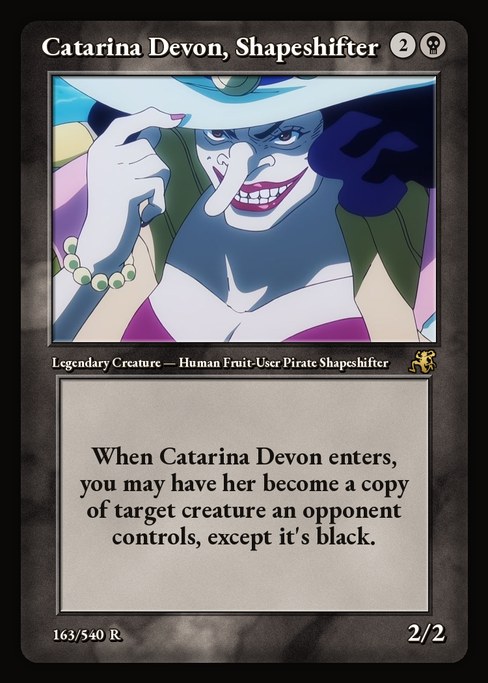 Catarina Devon, Shapeshifter 2
Legendary Creature — Human Fruit-User Pirate Shapeshifter
When Catarina Devon enters,
you may have her become a copy
of target creature an opponent
controls, except it's black.
163/540 R 2/2